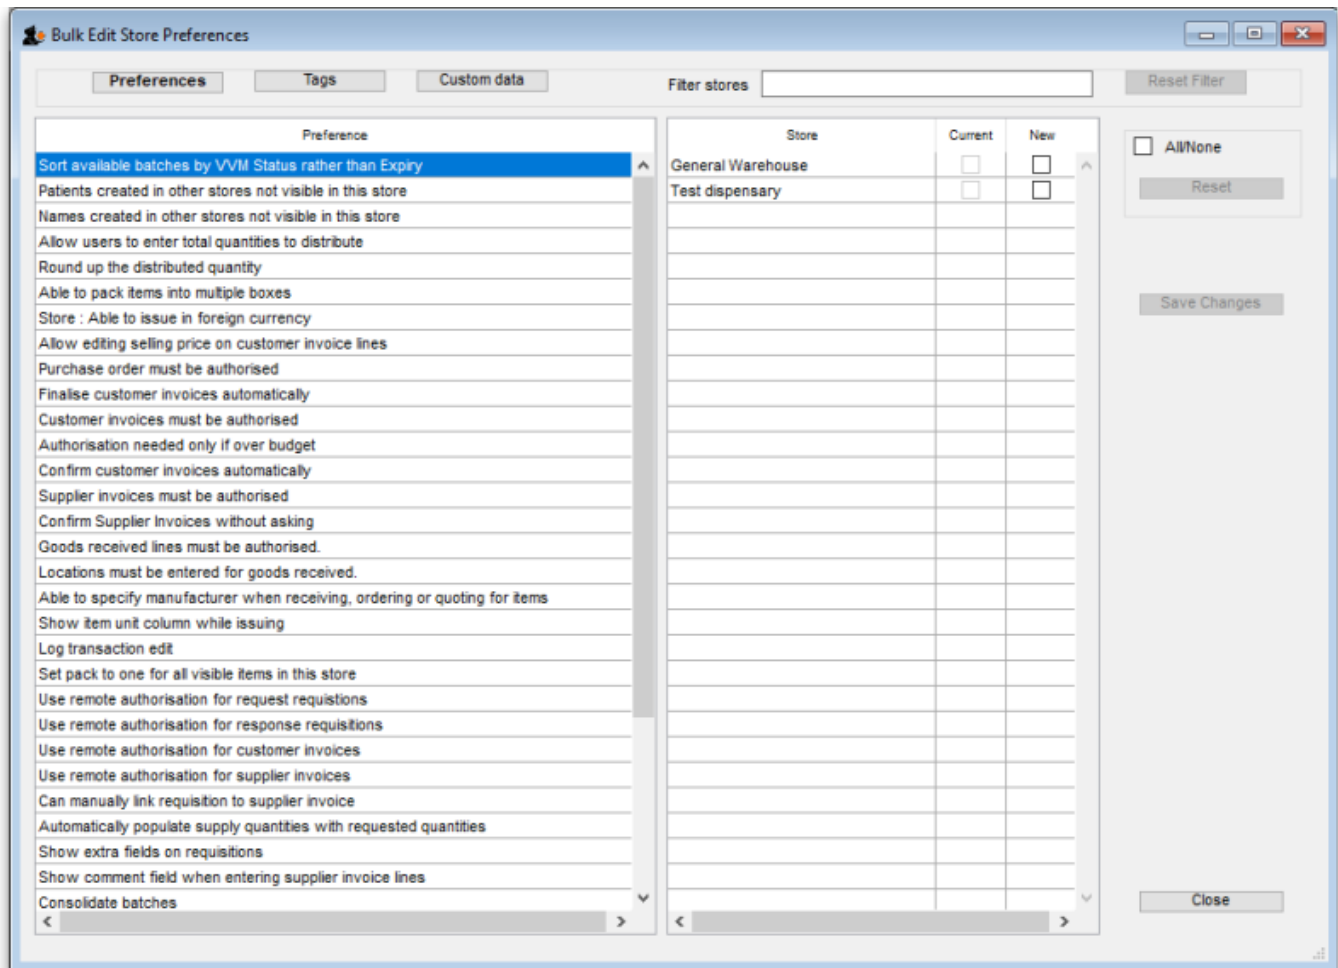 Bulk Edit Store Preferences
Preferences Tags Custom data Filter stores Reset Filter
Preference Store Current New
All/None
Sort available batches by VVM Status rather than Expiry General Warehouse
Reset
Patients created in other stores not visible in this store Test dispensary
Names created in other stores not visible in this store
Allow users to enter total quantities to distribute
Round up the distributed quantity
Able to pack items into multiple boxes
Save Changes
Store : Able to issue in foreign currency
Allow editing selling price on customer invoice lines
Purchase order must be authorised
Finalise customer invoices automatically
Customer invoices must be authorised
Authorisation needed only if over budget
Confirm customer invoices automatically
Supplier invoices must be authorised
Confirm Supplier Invoices without asking
Goods received lines must be authorised.
Locations must be entered for goods received.
Able to specify manufacturer when receiving, ordering or quoting for items
Show item unit column while issuing
Log transaction edit
Set pack to one for all visible items in this store
Use remote authorisation for request requistions
Use remote authorisation for response requisitions
Use remote authorisation for customer invoices
Use remote authorisation for supplier invoices
Can manually link requisition to supplier invoice
Automatically populate supply quantities with requested quantities
Show extra fields on requisitions
Show comment field when entering supplier invoice lines
Consolidate batches
Close